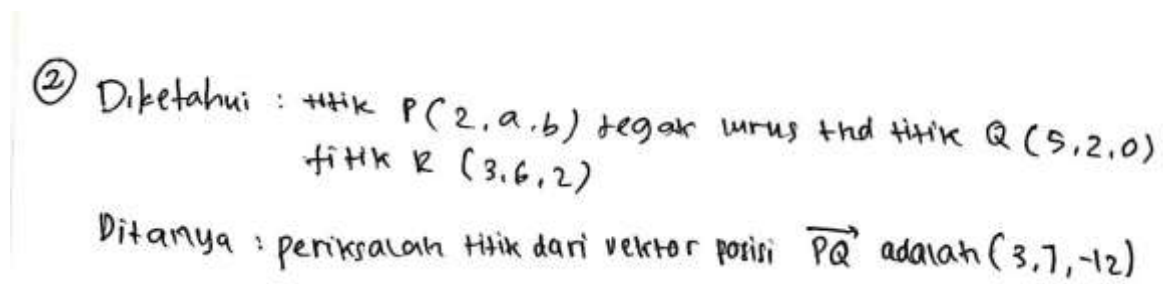 ② Diketahui : titik P(2,a,b) tegak lurus thd titik Q (5,2,0)
titik R (3,6,2)
Ditanya : periksalah titik dari vektor posisi PQ adalah (3,7,-12)